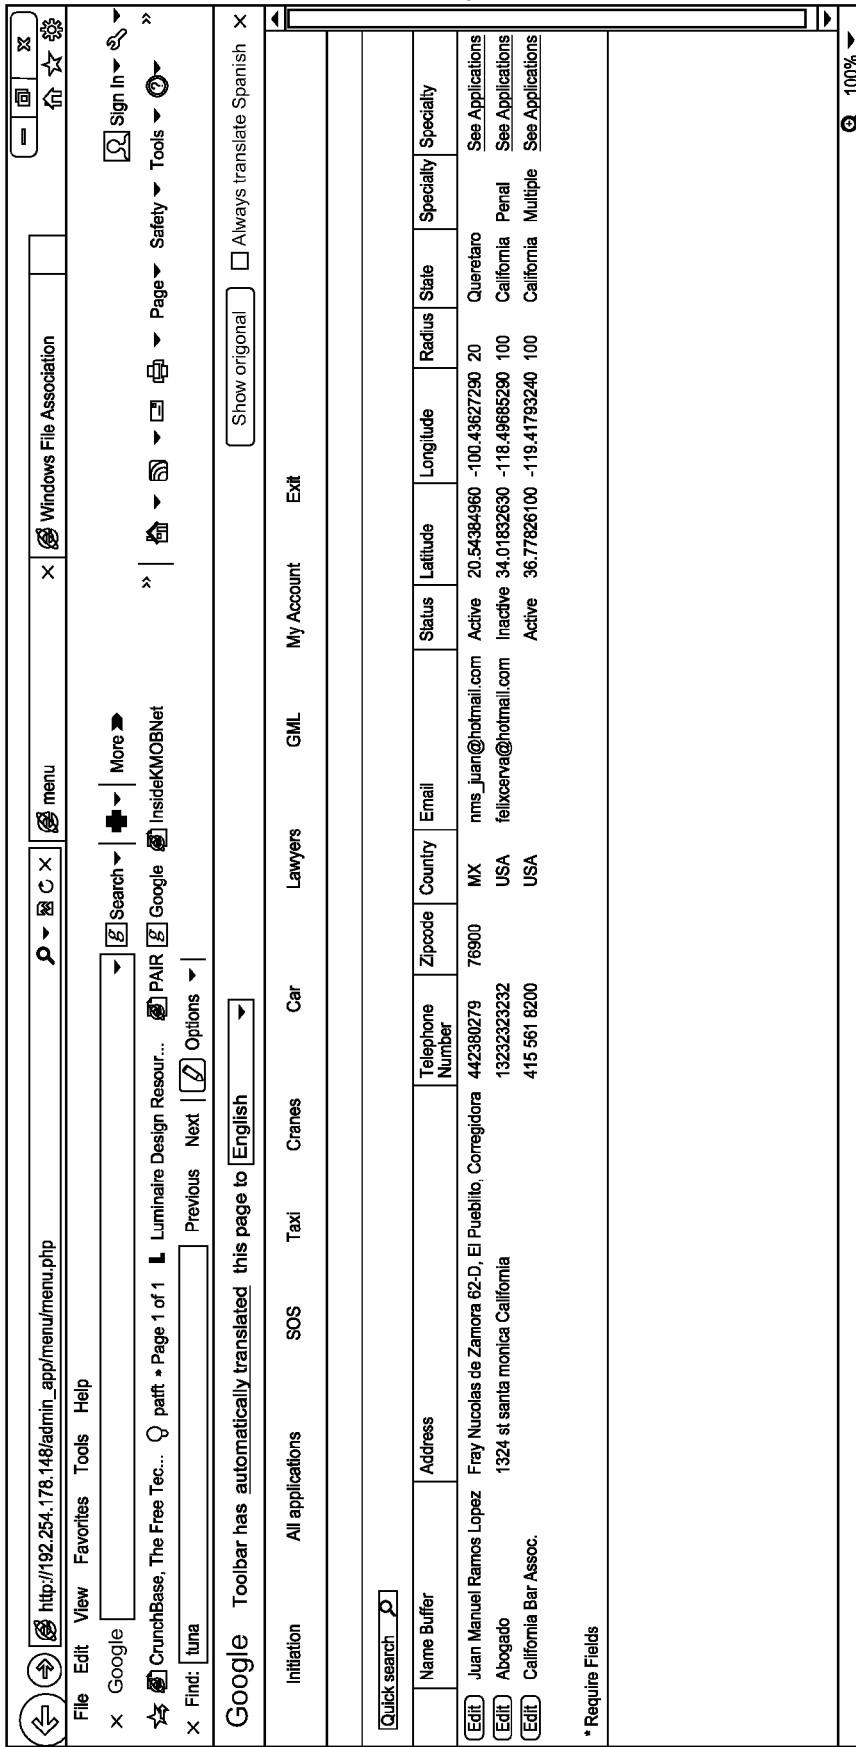 http://192.254.178.148/admin_app/menu/menu.php menu × Windows File Association
File Edit View Favorites Tools Help
× Google Search More Sign In
CrunchBase, The Free Tec... patft » Page 1 of 1 L Luminaire Design Resour... PAIR g Google InsideKMOBNet » Page Safety Tools »
× Find: tuna Previous Next Options
Google Toolbar has automatically translated this page to English Show origonal Always translate Spanish ×
Initiation All applications SOS Taxi Cranes Car Lawyers GML My Account Exit
Quick search
Name Buffer Address Telephone Number Zipcode Country Email Status Latitude Longitude Radius State Specialty Specialty
Edit Juan Manuel Ramos Lopez Fray Nucolas de Zamora 62-D, El Pueblito, Corregidora 442380279 76900 MX nms_juan@hotmail.com Active 20.54384960 -100.43627290 20 Queretaro See Applications
Edit Abogado 1324 st santa monica California 13232323232 USA felixcerva@hotmail.com Inactive 34.01832630 -118.49685290 100 California Penal See Applications
Edit California Bar Assoc. 415 561 8200 USA Active 36.77826100 -119.41793240 100 California Multiple See Applications
* Require Fields
100%